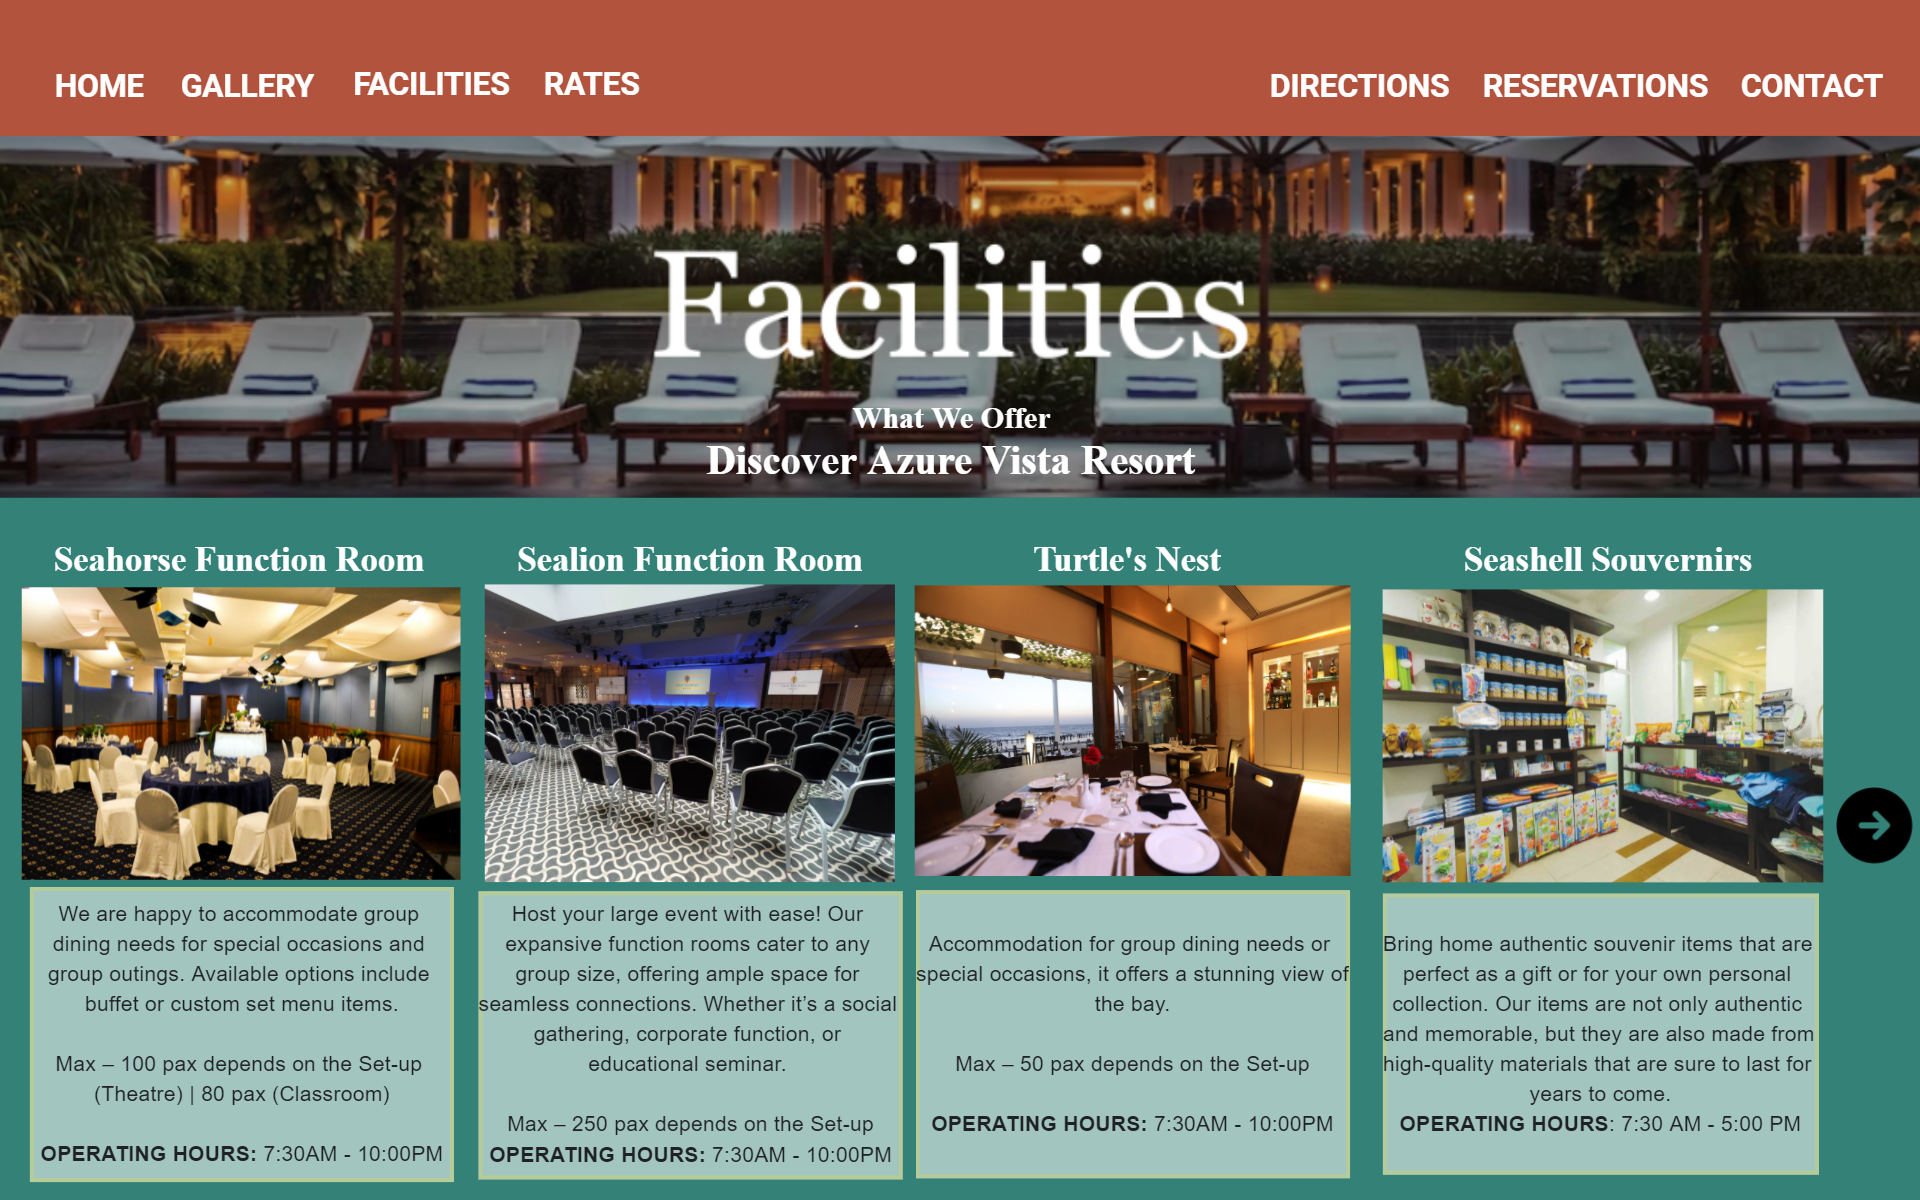 HOME GALLERY FACILITIES RATES DIRECTIONS RESERVATIONS CONTACT
Facilities
What We Offer
Discover Azure Vista Resort
Seahorse Function Room
We are happy to accommodate group
dining needs for special occasions and
group outings. Available options include
buffet or custom set menu items.
Max – 100 pax depends on the Set-up
(Theatre) | 80 pax (Classroom)
OPERATING HOURS: 7:30AM - 10:00PM
Sealion Function Room
Host your large event with ease! Our
expansive function rooms cater to any
group size, offering ample space for
seamless connections. Whether it’s a social
gathering, corporate function, or
educational seminar.
Max – 250 pax depends on the Set-up
OPERATING HOURS: 7:30AM - 10:00PM
Turtle's Nest
Accommodation for group dining needs or
special occasions, it offers a stunning view of
the bay.
Max – 50 pax depends on the Set-up
OPERATING HOURS: 7:30AM - 10:00PM
Seashell Souvernirs
Bring home authentic souvenir items that are
perfect as a gift or for your own personal
collection. Our items are not only authentic
and memorable, but they are also made from
high-quality materials that are sure to last for
years to come.
OPERATING HOURS: 7:30 AM - 5:00 PM